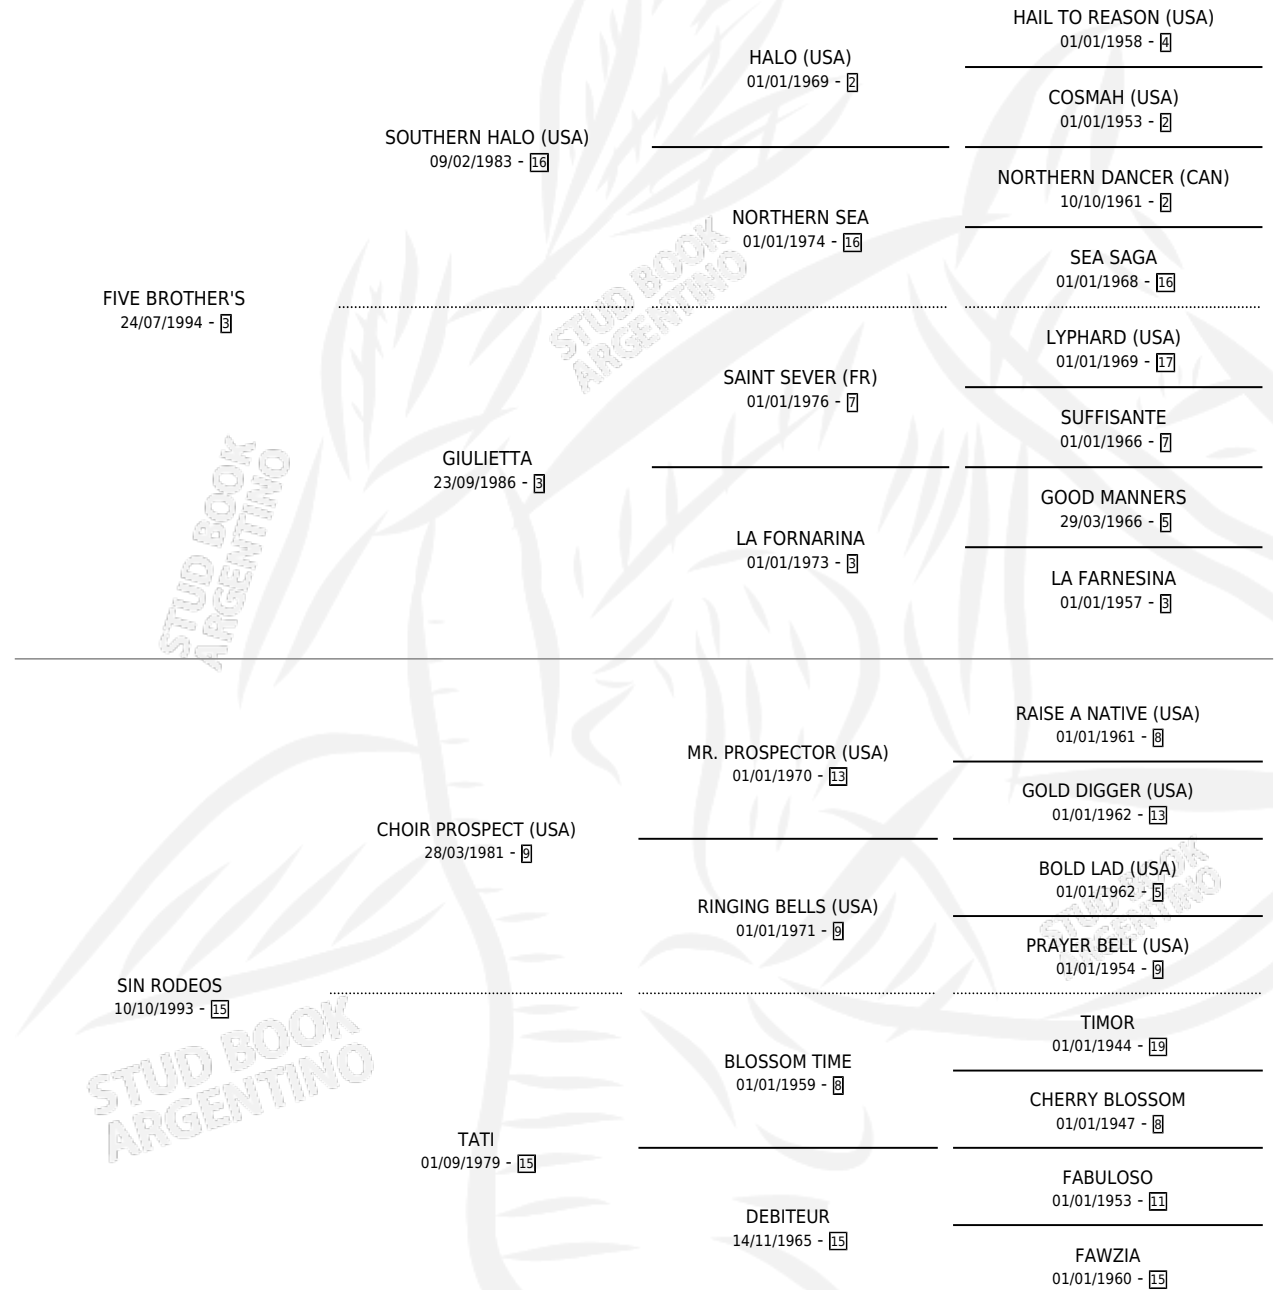 HAIL TO REASON (USA)
01/01/1958 - 4
HALO (USA)
01/01/1969 - 2
COSMAH (USA)
01/01/1953 - 2
SOUTHERN HALO (USA)
09/02/1983 - 16
NORTHERN DANCER (CAN)
10/10/1961 - 2
NORTHERN SEA
01/01/1974 - 16
SEA SAGA
01/01/1968 - 16
STUD BOOK
ARGENTINO
FIVE BROTHER'S
24/07/1994 - 3
LYPHARD (USA)
01/01/1969 - 17
SAINT SEVER (FR)
01/01/1976 - 7
SUFFISANTE
01/01/1966 - 7
GIULIETTA
23/09/1986 - 3
GOOD MANNERS
29/03/1966 - 5
LA FORNARINA
01/01/1973 - 3
LA FARNESINA
01/01/1957 - 3
STUD BOOK
ARGENTINO
RAISE A NATIVE (USA)
01/01/1961 - 8
MR. PROSPECTOR (USA)
01/01/1970 - 13
GOLD DIGGER (USA)
01/01/1962 - 13
CHOIR PROSPECT (USA)
28/03/1981 - 9
BOLD LAD (USA)
01/01/1962 - 5
STUD BOOK
ARGENTINO
RINGING BELLS (USA)
01/01/1971 - 9
PRAYER BELL (USA)
01/01/1954 - 9
SIN RODEOS
10/10/1993 - 15
STUD BOOK
ARGENTINO
TIMOR
01/01/1944 - 19
BLOSSOM TIME
01/01/1959 - 8
CHERRY BLOSSOM
01/01/1947 - 8
TATI
01/09/1979 - 15
FABULOSO
01/01/1953 - 11
DEBITEUR
14/11/1965 - 15
FAWZIA
01/01/1960 - 15